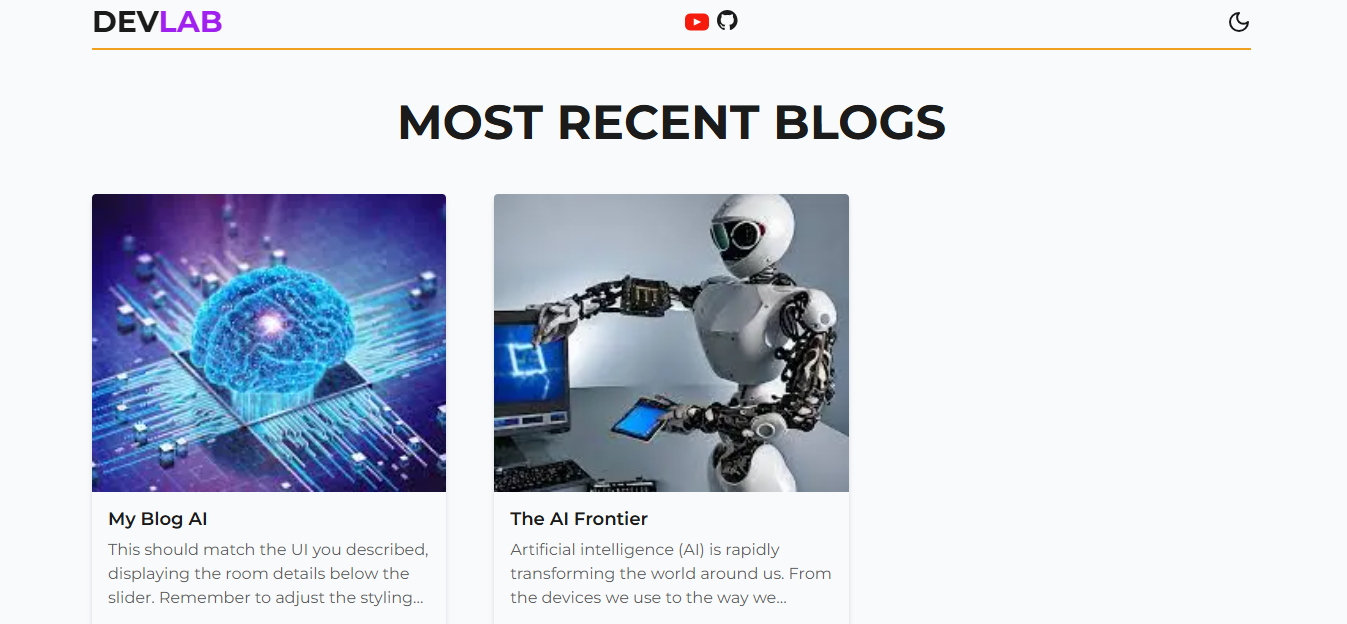 DEVLAB
MOST RECENT BLOGS
My Blog AI
This should match the UI you described,
displaying the room details below the
slider. Remember to adjust the styling...
The AI Frontier
Artificial intelligence (AI) is rapidly
transforming the world around us. From
the devices we use to the way we...